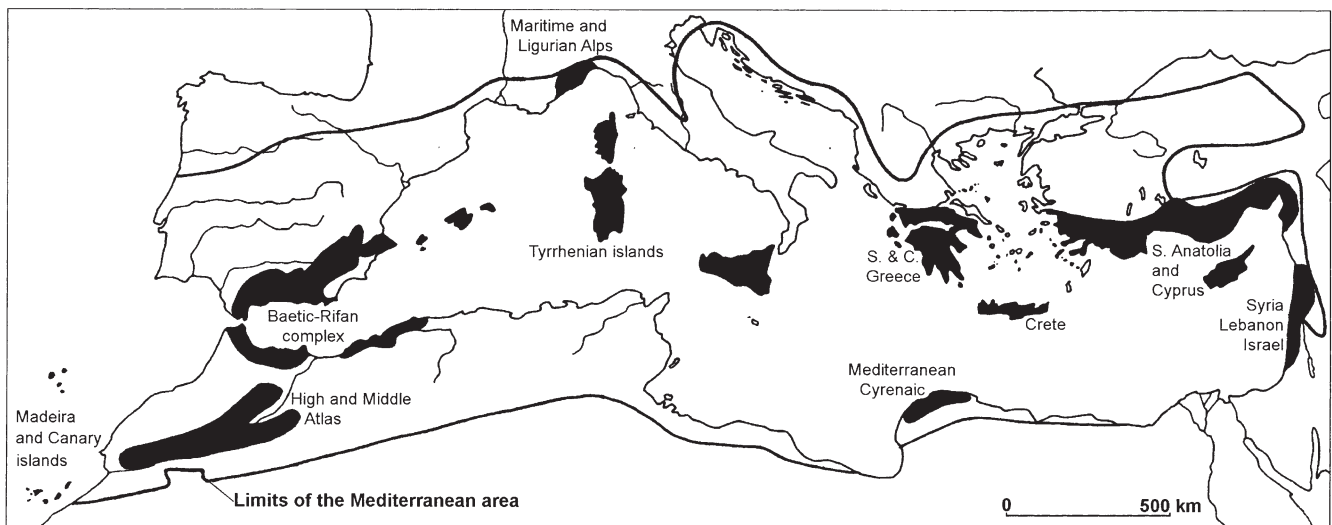 Maritime and
Ligurian Alps
Tyrrhenian islands
S. & C.
Greece
S. Anatolia
and
Cyprus
Baetic-Rifan
complex
Crete
Syria
Lebanon
Israel
Mediterranean
Cyrenaic
High and Middle
Atlas
Madeira
and Canary
islands
Limits of the Mediterranean area
0 500 km